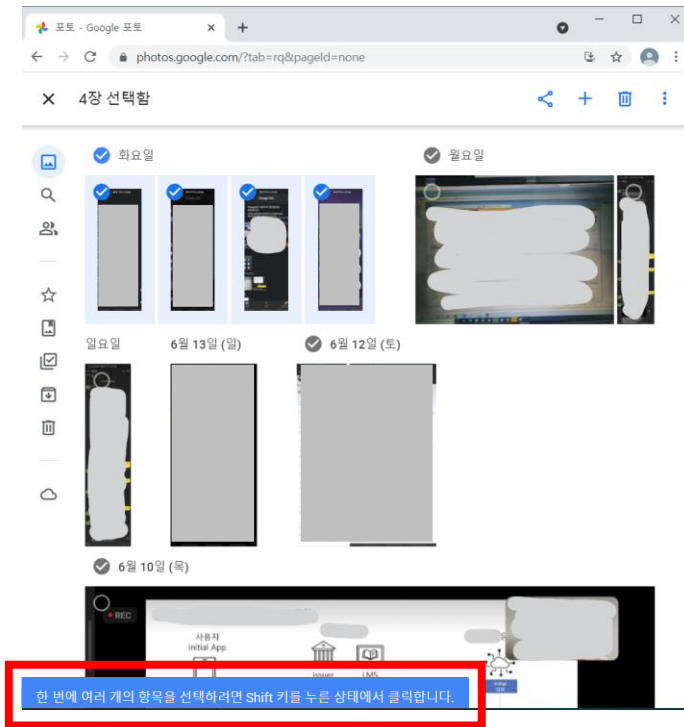 포토 - Google 포토
photos.google.com/?tab=rq&pageId=none
4장 선택함
화요일
월요일
일요일
6월 13일 (일)
6월 12일 (토)
6월 10일 (목)
REC
사용자
initial App
issuer
LMS
initial
한 번에 여러 개의 항목을 선택하려면 Shift 키를 누른 상태에서 클릭합니다.